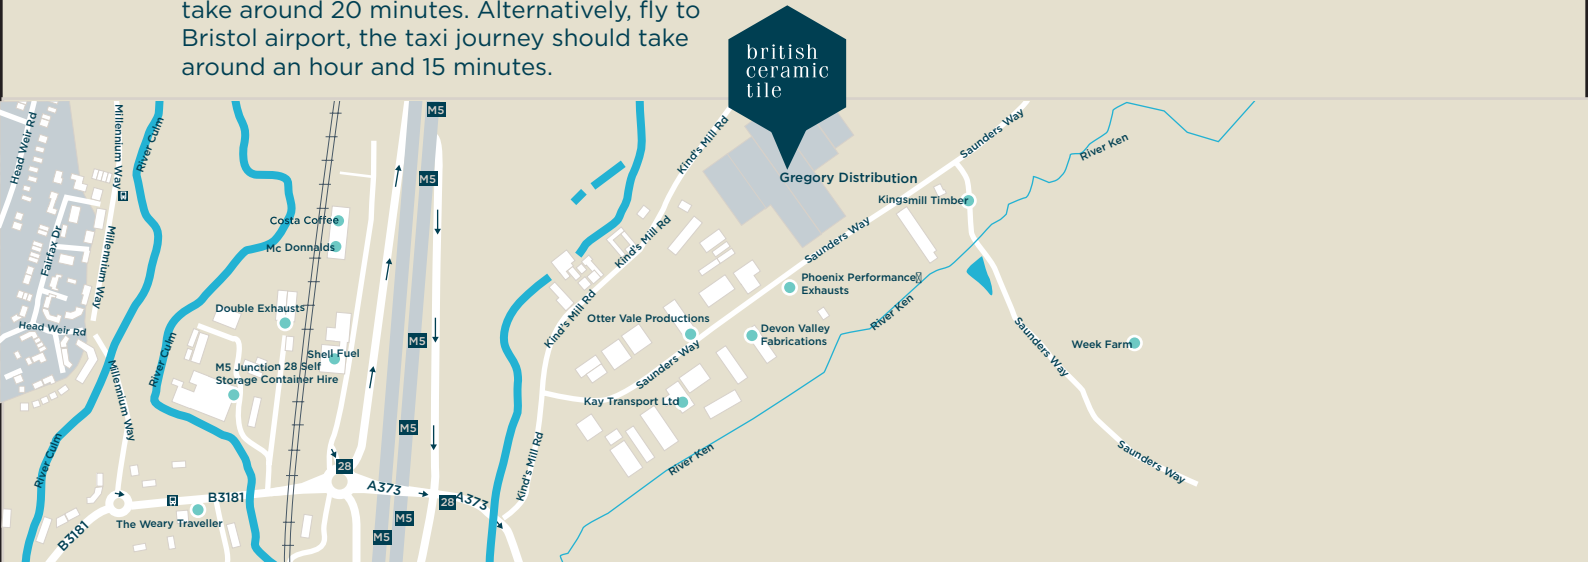 take around 20 minutes. Alternatively, fly to
Bristol airport, the taxi journey should take
around an hour and 15 minutes.
british
ceramic
tile
M5
Head Weir Rd
Millennium Way
River Culm
Kind's Mill Rd
Saunders Way
River Ken
M5
Gregory Distribution
Kingsmill Timber
Costa Coffee
Mc Donnalds
Fairfax Dr
Millennium Way
Kind's Mill Rd
Saunders Way
Phoenix Performance
Exhausts
Double Exhausts
Kind's Mill Rd
Otter Vale Productions
River Ken
Head Weir Rd
Devon Valley
Fabrications
M5
Week Farm
Saunders Way
Shell Fuel
River Culm
M5 Junction 28 Self
Storage Container Hire
Saunders Way
Millennium Way
Kay Transport Ltd
M5
River Culm
28
Kind's Mill Rd
River Ken
Saunders Way
A373
B3181
28
A373
M5
The Weary Traveller
B3181
M5